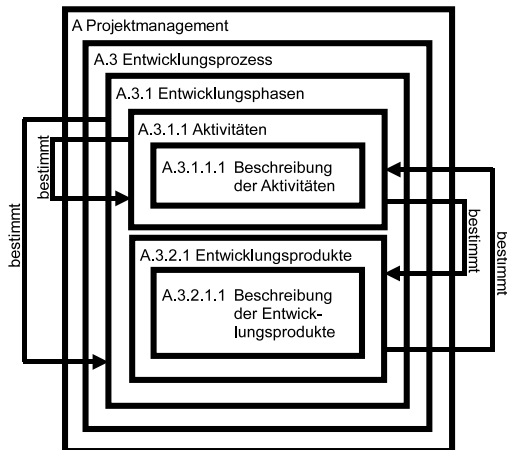 A Projektmanagement
A.3 Entwicklungsprozess
A.3.1 Entwicklungsphasen
A.3.1.1 Aktivitäten
A.3.1.1.1 Beschreibung
der Aktivitäten
A.3.2.1 Entwicklungsprodukte
A.3.2.1.1 Beschreibung
der Entwick-
lungsprodukte
bestimmt
bestimmt
bestimmt
bestimmt